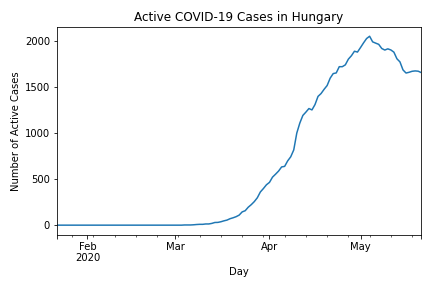 Active COVID-19 Cases in Hungary
Number of Active Cases
2000
1500
1000
500
0
Feb
2020
Mar
Apr
May
Day